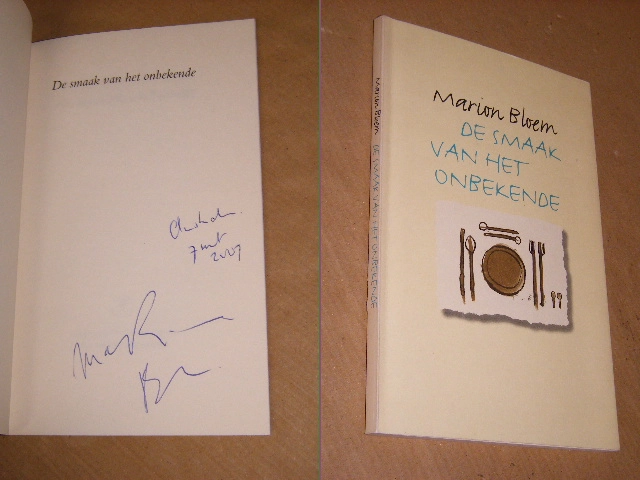 De smaak van het onbekende
2007
Marion
Marion Bloem
DE SMAAK
VAN HET
ONBEKENDE
Marion Bloem DE SMAAK VAN HET ONBEKENDE